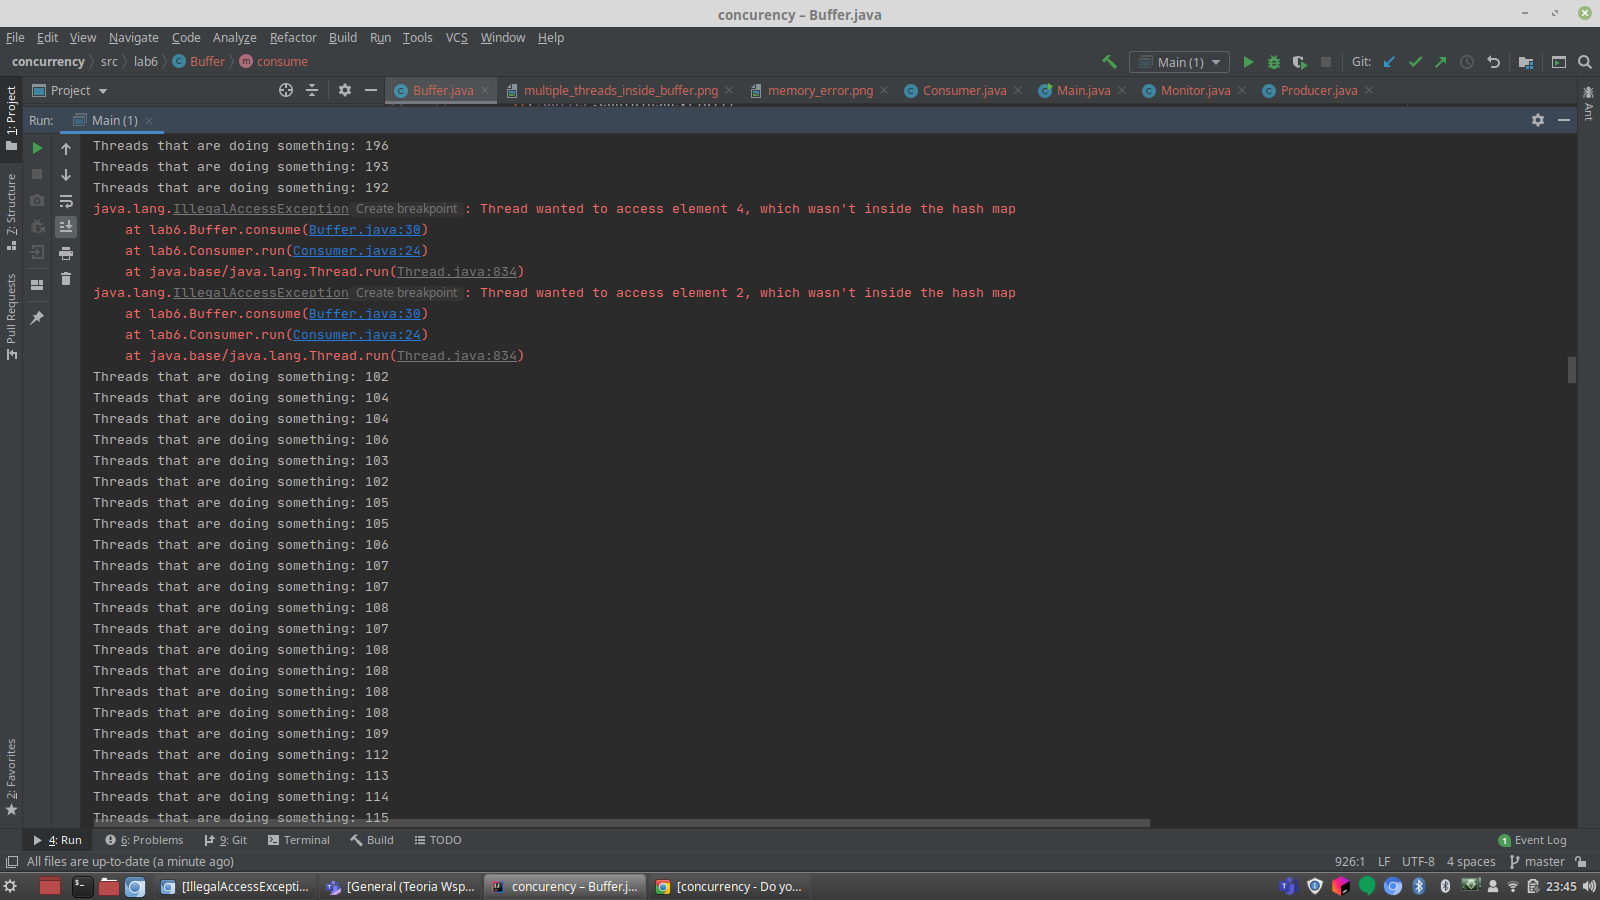 concurency – Buffer.java
File Edit View Navigate Code Analyze Refactor Build Run Tools VCS Window Help
concurrency src lab6 Buffer consume
Main (1) Git:
Project Buffer.java multiple_threads_inside_buffer.png memory_error.png Consumer.java Main.java Monitor.java Producer.java
Run: Main (1)
1: Project
7: Structure
Pull Requests
2: Favorites
Ant
Threads that are doing something: 196
Threads that are doing something: 193
Threads that are doing something: 192
java.lang.IllegalAccessException Create breakpoint : Thread wanted to access element 4, which wasn't inside the hash map
at lab6.Buffer.consume(Buffer.java:30)
at lab6.Consumer.run(Consumer.java:24)
at java.base/java.lang.Thread.run(Thread.java:834)
java.lang.IllegalAccessException Create breakpoint : Thread wanted to access element 2, which wasn't inside the hash map
at lab6.Buffer.consume(Buffer.java:30)
at lab6.Consumer.run(Consumer.java:24)
at java.base/java.lang.Thread.run(Thread.java:834)
Threads that are doing something: 102
Threads that are doing something: 104
Threads that are doing something: 104
Threads that are doing something: 106
Threads that are doing something: 103
Threads that are doing something: 102
Threads that are doing something: 105
Threads that are doing something: 105
Threads that are doing something: 106
Threads that are doing something: 107
Threads that are doing something: 107
Threads that are doing something: 108
Threads that are doing something: 107
Threads that are doing something: 108
Threads that are doing something: 108
Threads that are doing something: 108
Threads that are doing something: 108
Threads that are doing something: 109
Threads that are doing something: 112
Threads that are doing something: 113
Threads that are doing something: 114
Threads that are doing something: 115
4: Run 6: Problems 9: Git Terminal Build TODO 1 Event Log
All files are up-to-date (a minute ago) 926:1 LF UTF-8 4 spaces master
[IllegalAccessExcepti... [General (Teoria Wsp... concurency – Buffer.j... [concurrency - Do yo... 23:45